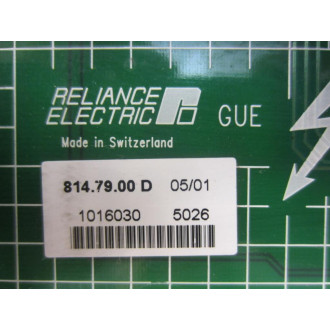 RELIANCE
ELECTRIC
GUE
Made in Switzerland
814.79.00 D 05/01
1016030 5026